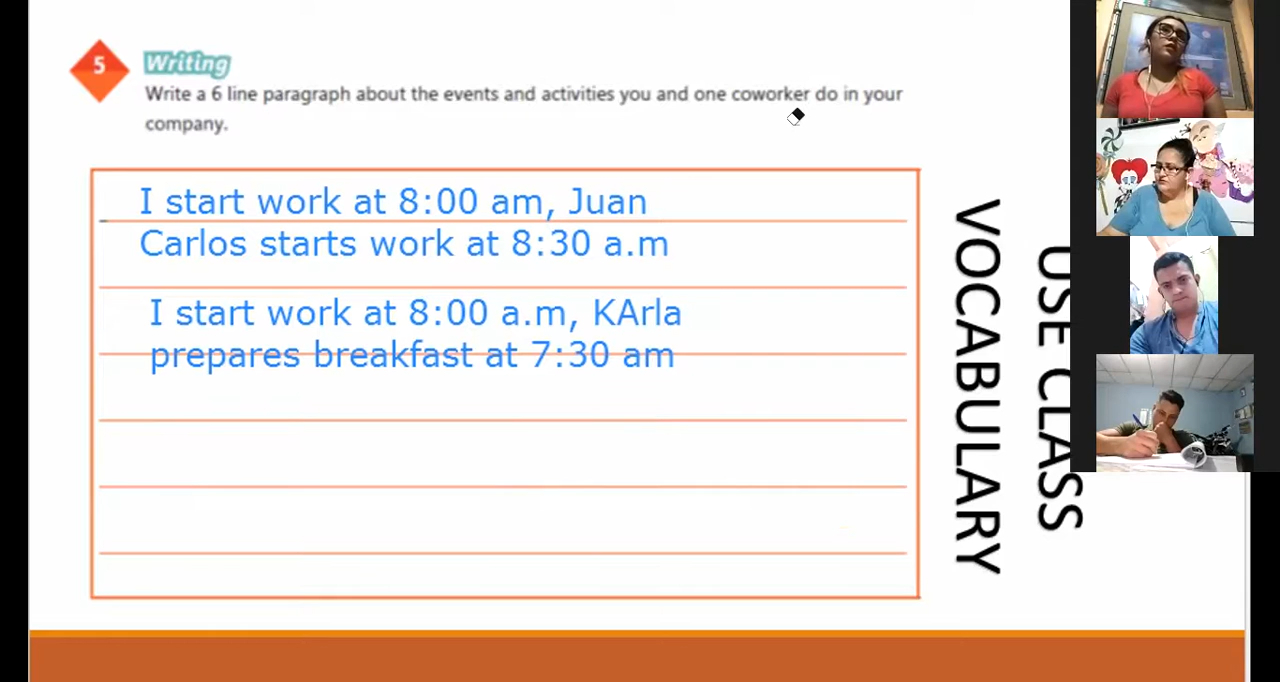 5
Writing
Write a 6 line paragraph about the events and activities you and one coworker do in your
company.
I start work at 8:00 am, Juan
Carlos starts work at 8:30 a.m
I start work at 8:00 a.m, KArla
prepares breakfast at 7:30 am
USE CLASS
VOCABULARY